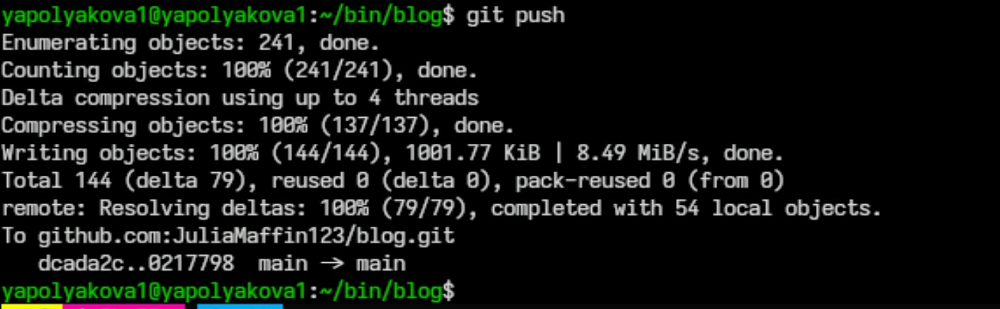 yapolyakova1@yapolyakova1:~/bin/blog$ git push
Enumerating objects: 241, done.
Counting objects: 100% (241/241), done.
Delta compression using up to 4 threads
Compressing objects: 100% (137/137), done.
Writing objects: 100% (144/144), 1001.77 KiB | 8.49 MiB/s, done.
Total 144 (delta 79), reused 0 (delta 0), pack-reused 0 (from 0)
remote: Resolving deltas: 100% (79/79), completed with 54 local objects.
To github.com:JuliaMaffin123/blog.git
   dcada2c..0217798  main -> main
yapolyakova1@yapolyakova1:~/bin/blog$